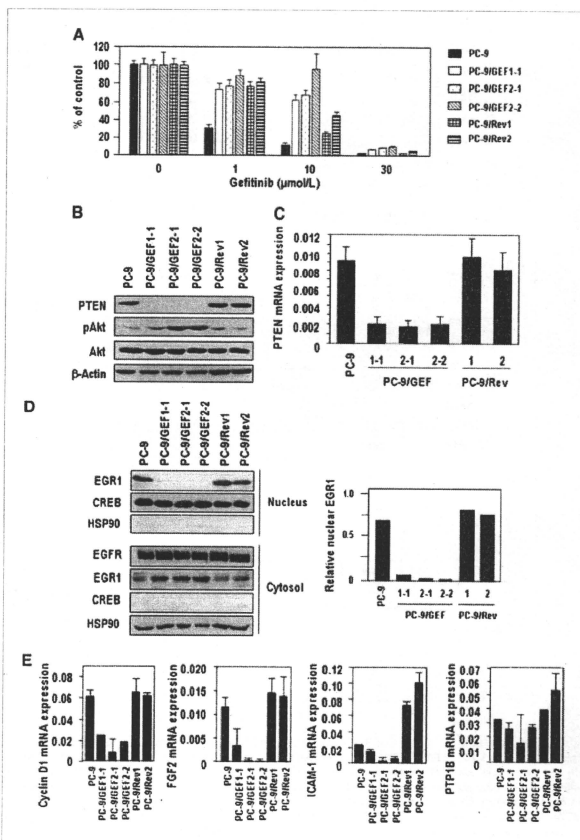 A
% of control
120
100
80
60
40
20
0
0 1 10 30
Gefitinib (μmol/L)
PC-9
PC-9/GEF1-1
PC-9/GEF2-1
PC-9/GEF2-2
PC-9/Rev1
PC-9/Rev2
B
PC-9
PC-9/GEF1-1
PC-9/GEF2-1
PC-9/GEF2-2
PC-9/Rev1
PC-9/Rev2
PTEN
pAkt
Akt
β-Actin
C
PTEN mRNA expression
0.012
0.010
0.008
0.006
0.004
0.002
0
PC-9
1-1 2-1 2-2 1 2
PC-9/GEF PC-9/Rev
D
PC-9
PC-9/GEF1-1
PC-9/GEF2-1
PC-9/GEF2-2
PC-9/Rev1
PC-9/Rev2
EGR1
CREB
HSP90
Nucleus
EGFR
EGR1
CREB
HSP90
Cytosol
Relative nuclear EGR1
1.0
0.5
0
PC-9
1-1 2-1 2-2 1 2
PC-9/GEF PC-9/Rev
E
Cyclin D1 mRNA expression
0.08
0.06
0.04
0.02
0
PC-9
PC-9/GEF1-1
PC-9/GEF2-1
PC-9/GEF2-2
PC-9/Rev1
PC-9/Rev2
FGF2 mRNA expression
0.020
0.015
0.010
0.005
0
PC-9
PC-9/GEF1-1
PC-9/GEF2-1
PC-9/GEF2-2
PC-9/Rev1
PC-9/Rev2
ICAM-1 mRNA expression
0.12
0.10
0.08
0.06
0.04
0.02
0
PC-9
PC-9/GEF1-1
PC-9/GEF2-1
PC-9/GEF2-2
PC-9/Rev1
PC-9/Rev2
PTP1B mRNA expression
0.07
0.06
0.05
0.04
0.03
0.02
0.01
0
PC-9
PC-9/GEF1-1
PC-9/GEF2-1
PC-9/GEF2-2
PC-9/Rev1
PC-9/Rev2